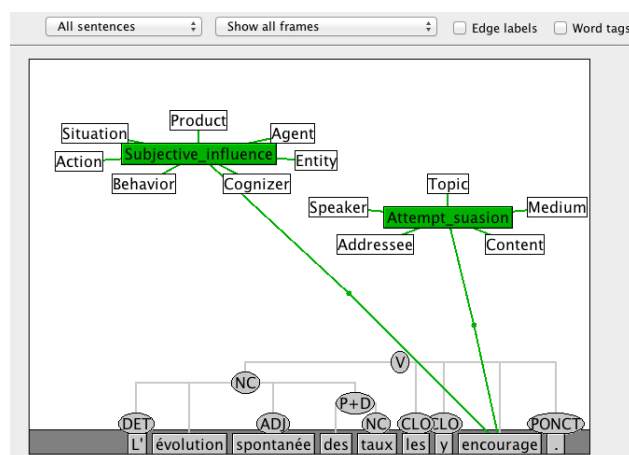 All sentences Show all frames Edge labels Word tags
Product
Situation Agent
Subjective_influence
Action Entity
Behavior Cognizer
Topic
Speaker Medium
Attempt_suasion
Addressee Content
V
NC
P+D
DET ADJ NC CLO CLO PONCT
L' évolution spontanée des taux les y encourage .